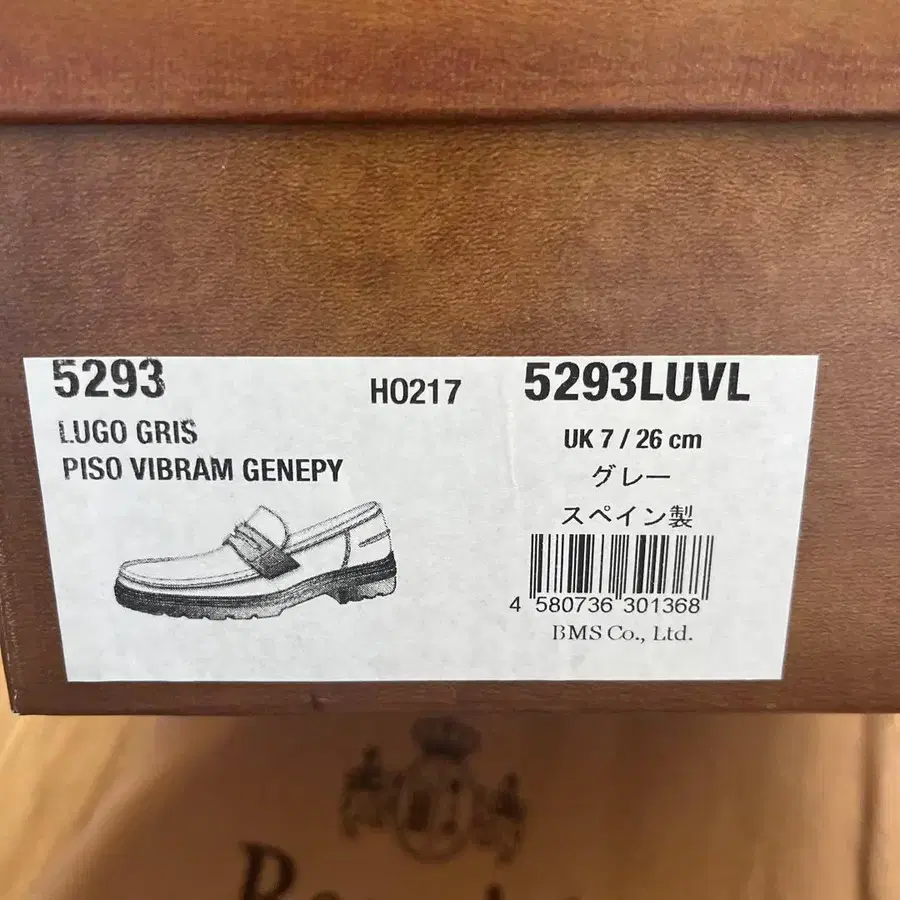 5293
LUGO GRIS
PISO VIBRAM GENEPY
H0217
5293LUVL
UK 7 / 26 cm
グレー
スペイン製
4 580736 301368
BMS Co., Ltd.